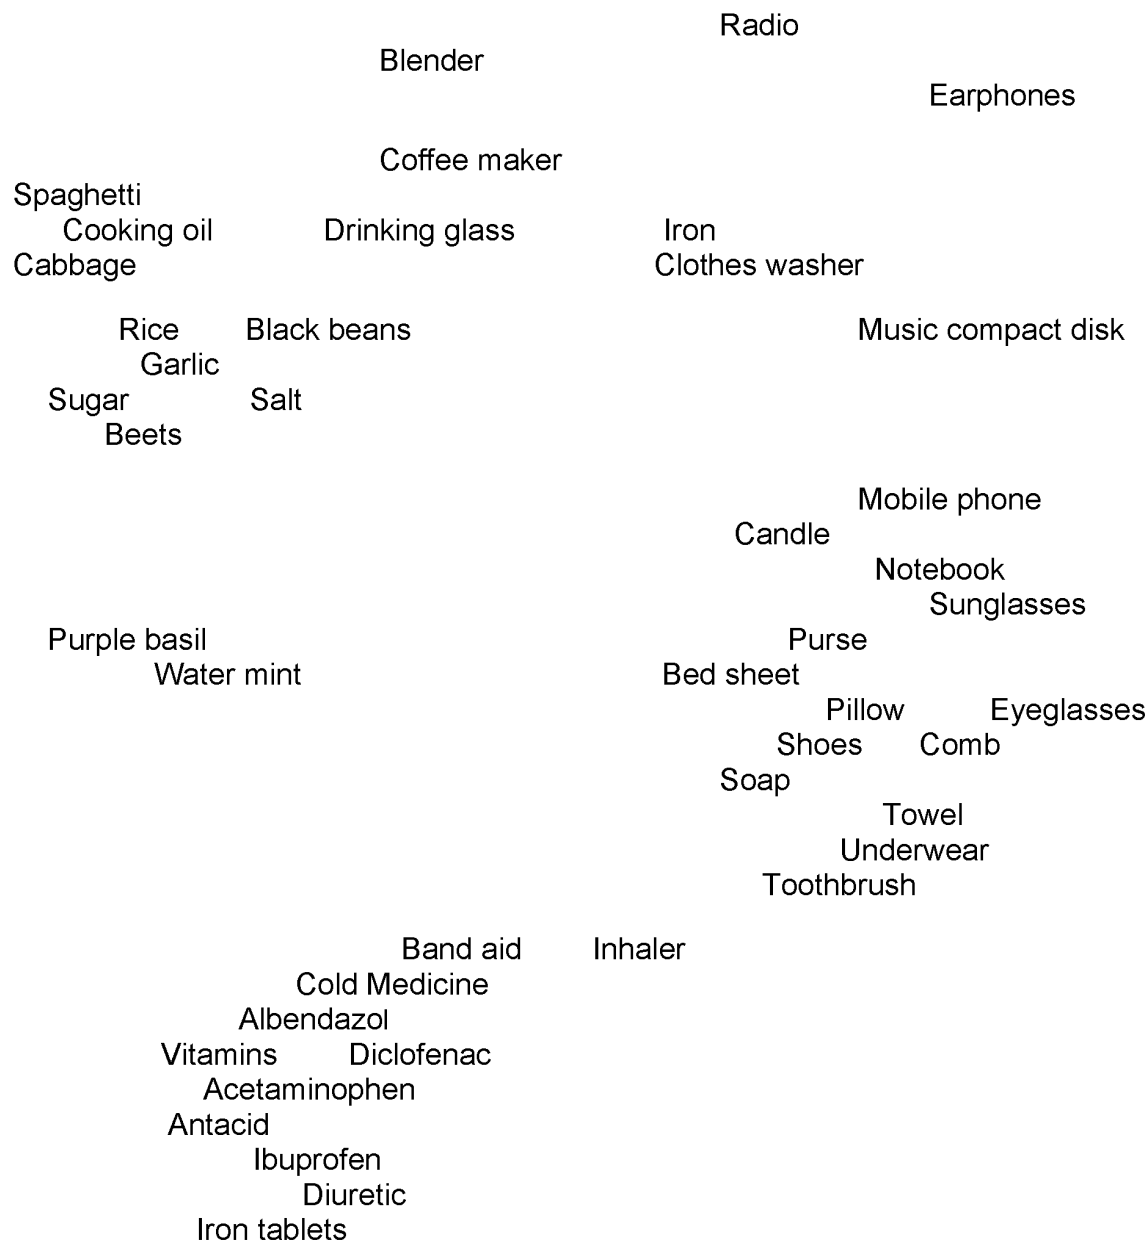 Radio
Blender
Earphones
Coffee maker
Spaghetti
Cooking oil Drinking glass Iron
Cabbage Clothes washer
Rice Black beans Music compact disk
Garlic
Sugar Salt
Beets
Mobile phone
Candle
Notebook
Sunglasses
Purple basil Purse
Water mint Bed sheet
Pillow Eyeglasses
Shoes Comb
Soap
Towel
Underwear
Toothbrush
Band aid Inhaler
Cold Medicine
Albendazol
Vitamins Diclofenac
Acetaminophen
Antacid
Ibuprofen
Diuretic
Iron tablets